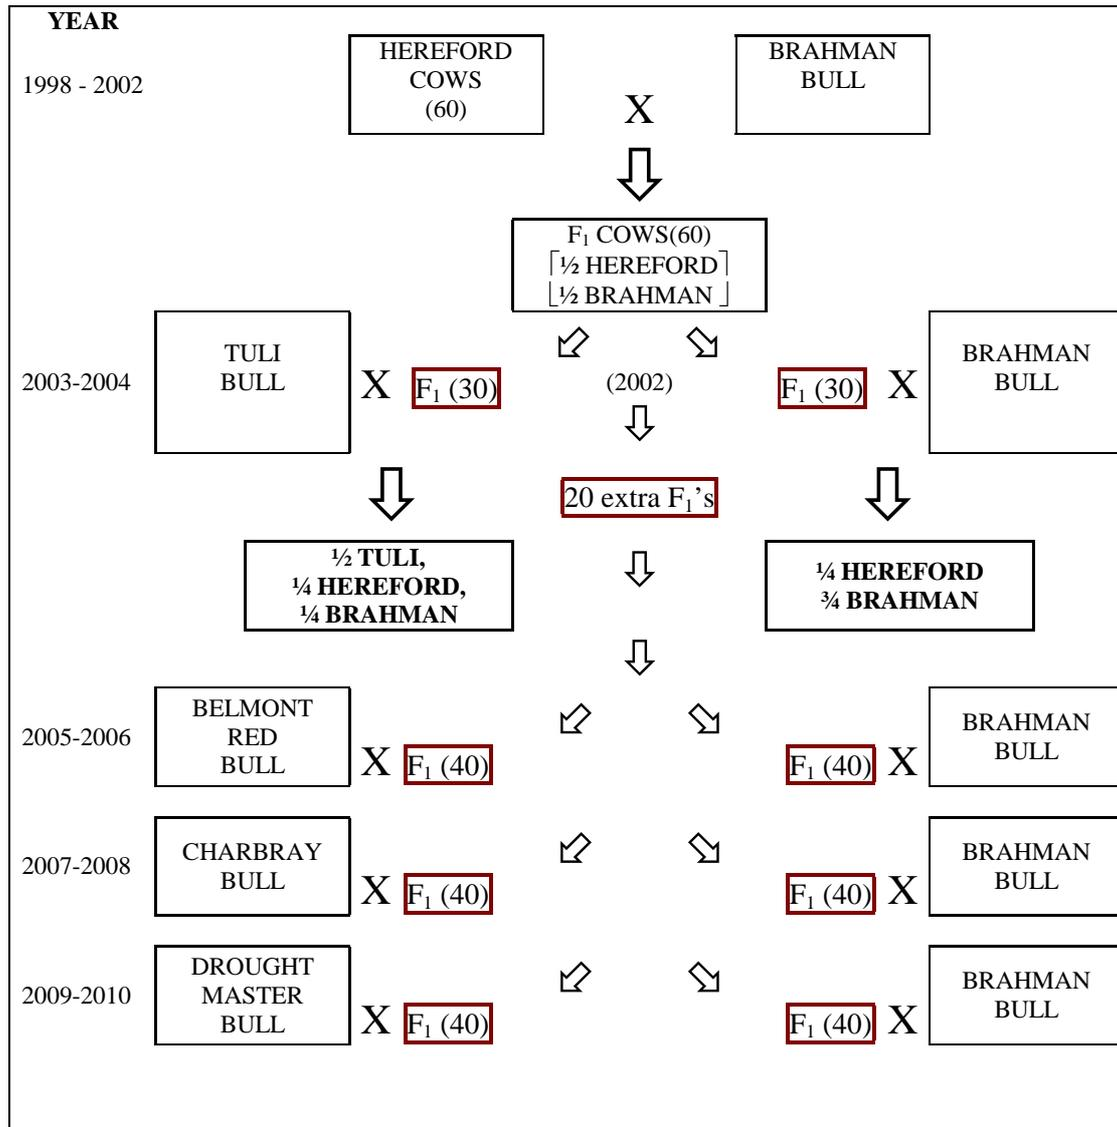 YEAR
1998 - 2002
HEREFORD
COWS
(60)
X
BRAHMAN
BULL
F₁ COWS(60)
⎡½ HEREFORD⎤
⎣½ BRAHMAN ⎦
2003-2004
TULI
BULL
X
F₁ (30)
(2002)
F₁ (30)
X
BRAHMAN
BULL
20 extra F₁’s
½ TULI,
¼ HEREFORD,
¼ BRAHMAN
¼ HEREFORD
¾ BRAHMAN
2005-2006
BELMONT
RED
BULL
X
F₁ (40)
F₁ (40)
X
BRAHMAN
BULL
2007-2008
CHARBRAY
BULL
X
F₁ (40)
F₁ (40)
X
BRAHMAN
BULL
2009-2010
DROUGHT
MASTER
BULL
X
F₁ (40)
F₁ (40)
X
BRAHMAN
BULL